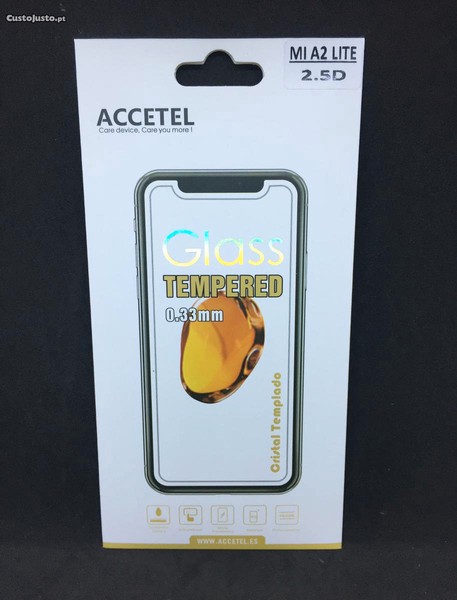 CustoJusto.pt
MI A2 LITE
2.5D
ACCETEL
Care device, Care you more !
Glass
TEMPERED
0.33mm
Cristal Templado
WWW.ACCETEL.ES